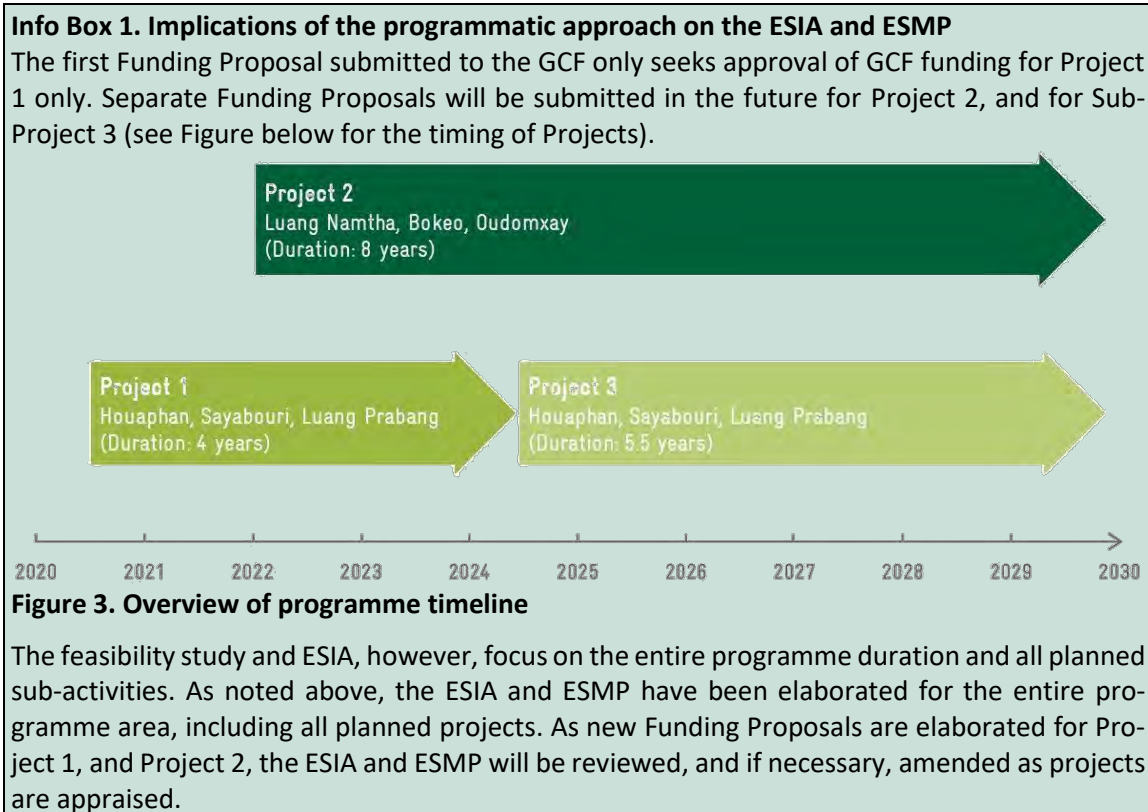 Info Box 1. Implications of the programmatic approach on the ESIA and ESMP
The first Funding Proposal submitted to the GCF only seeks approval of GCF funding for Project
1 only. Separate Funding Proposals will be submitted in the future for Project 2, and for Sub-
Project 3 (see Figure below for the timing of Projects).
Project 2
Luang Namtha, Bokeo, Oudomxay
(Duration: 8 years)
Project 1
Houaphan, Sayabouri, Luang Prabang
(Duration: 4 years)
Project 3
Houaphan, Sayabouri, Luang Prabang
(Duration: 5.5 years)
2020 2021 2022 2023 2024 2025 2026 2027 2028 2029 2030
Figure 3. Overview of programme timeline
The feasibility study and ESIA, however, focus on the entire programme duration and all planned
sub-activities. As noted above, the ESIA and ESMP have been elaborated for the entire pro-
gramme area, including all planned projects. As new Funding Proposals are elaborated for Pro-
ject 1, and Project 2, the ESIA and ESMP will be reviewed, and if necessary, amended as projects
are appraised.